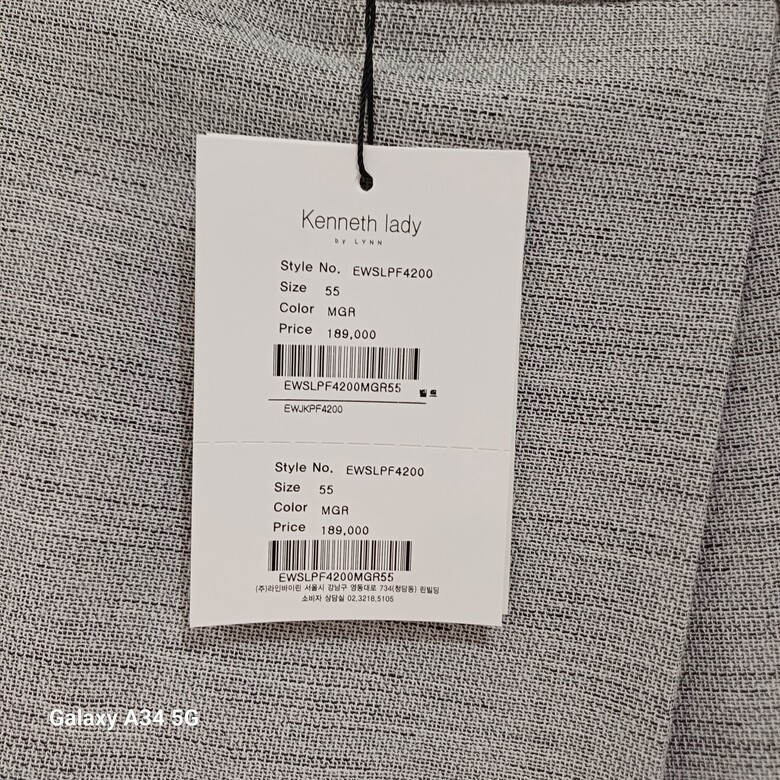 Kenneth lady
by LYNN
Style No. EWSLPF4200
Size 55
Color MGR
Price 189,000
EWSLPF4200MGR55
EWJKPF4200
Style No. EWSLPF4200
Size 55
Color MGR
Price 189,000
EWSLPF4200MGR55
(주)라인바이린 서울시 강남구 영동대로 734(청담동) 린빌딩
소비자 상담실 02.3218.5105
Galaxy A34 5G